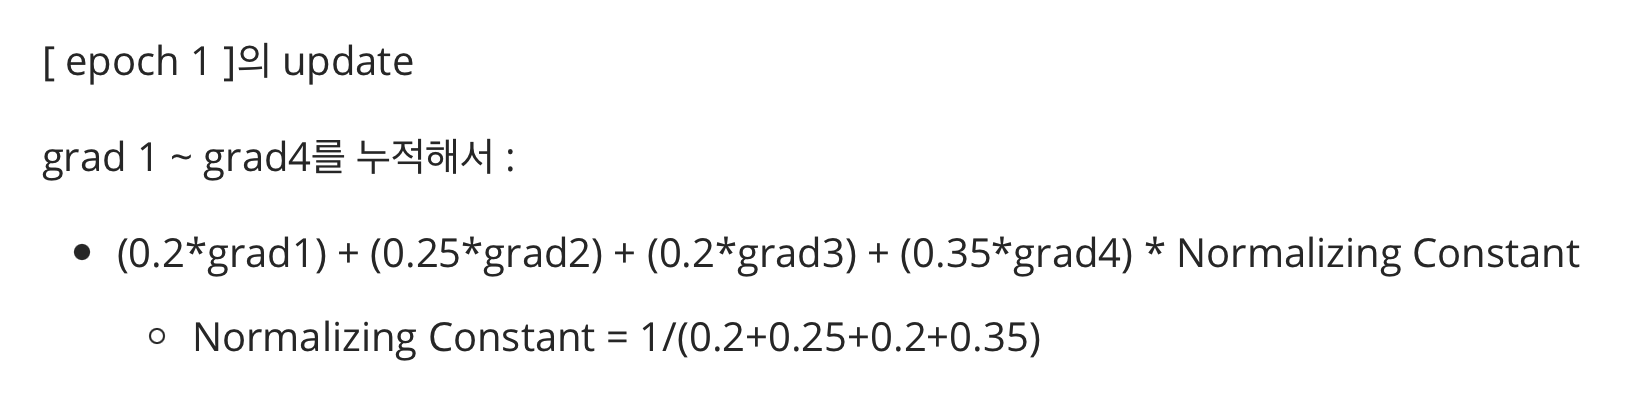 [ epoch 1 ]의 update
grad 1 ~ grad4를 누적해서 :
• (0.2*grad1) + (0.25*grad2) + (0.2*grad3) + (0.35*grad4) * Normalizing Constant
◦ Normalizing Constant = 1/(0.2+0.25+0.2+0.35)